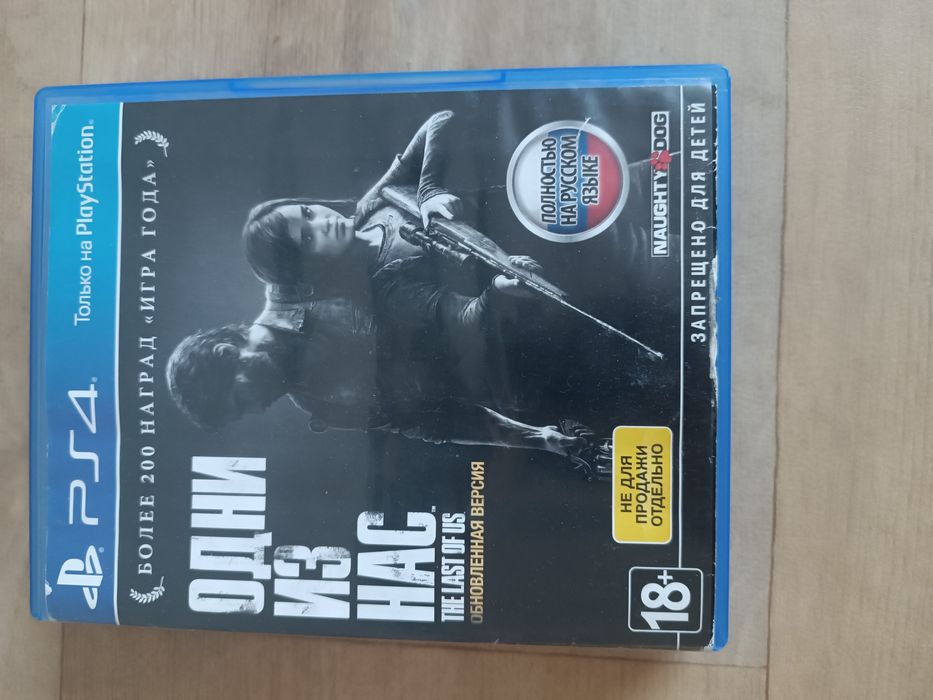 PS4
Только на PlayStation®
БОЛЕЕ 200 НАГРАД «ИГРА ГОДА»
ОДНИ
ИЗ
НАС™
THE LAST OF US
ОБНОВЛЕННАЯ ВЕРСИЯ
ПОЛНОСТЬЮ
НА РУССКОМ
ЯЗЫКЕ
НЕ ДЛЯ
ПРОДАЖИ
ОТДЕЛЬНО
NAUGHTY DOG
18+
ЗАПРЕЩЕНО ДЛЯ ДЕТЕЙ